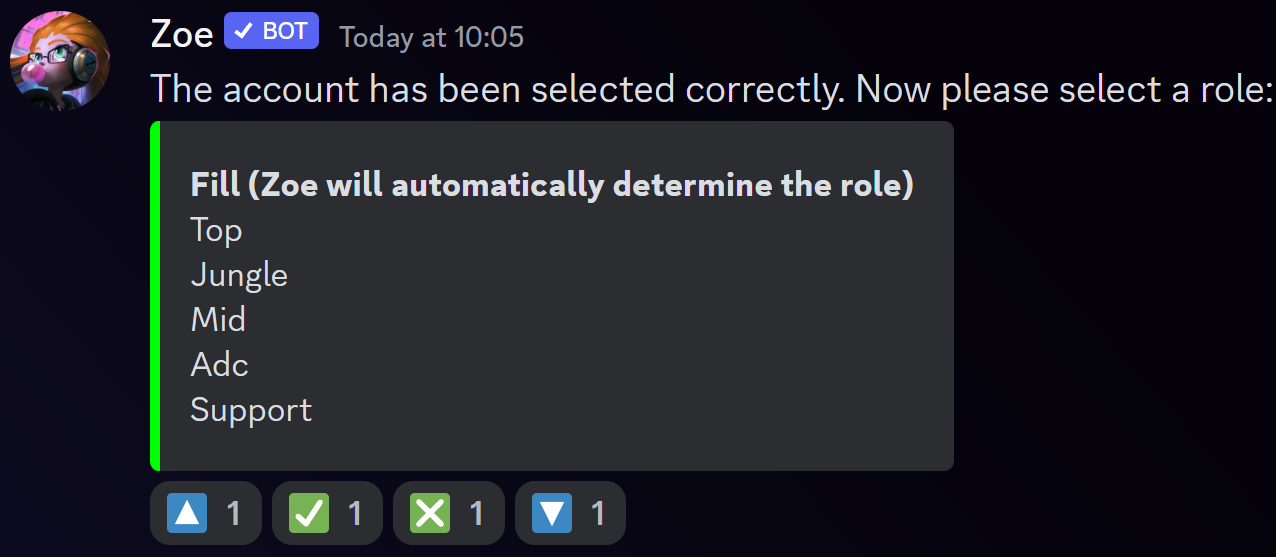 Zoe ✓ BOT Today at 10:05
The account has been selected correctly. Now please select a role:
Fill (Zoe will automatically determine the role)
Top
Jungle
Mid
Adc
Support
1 1 1 1